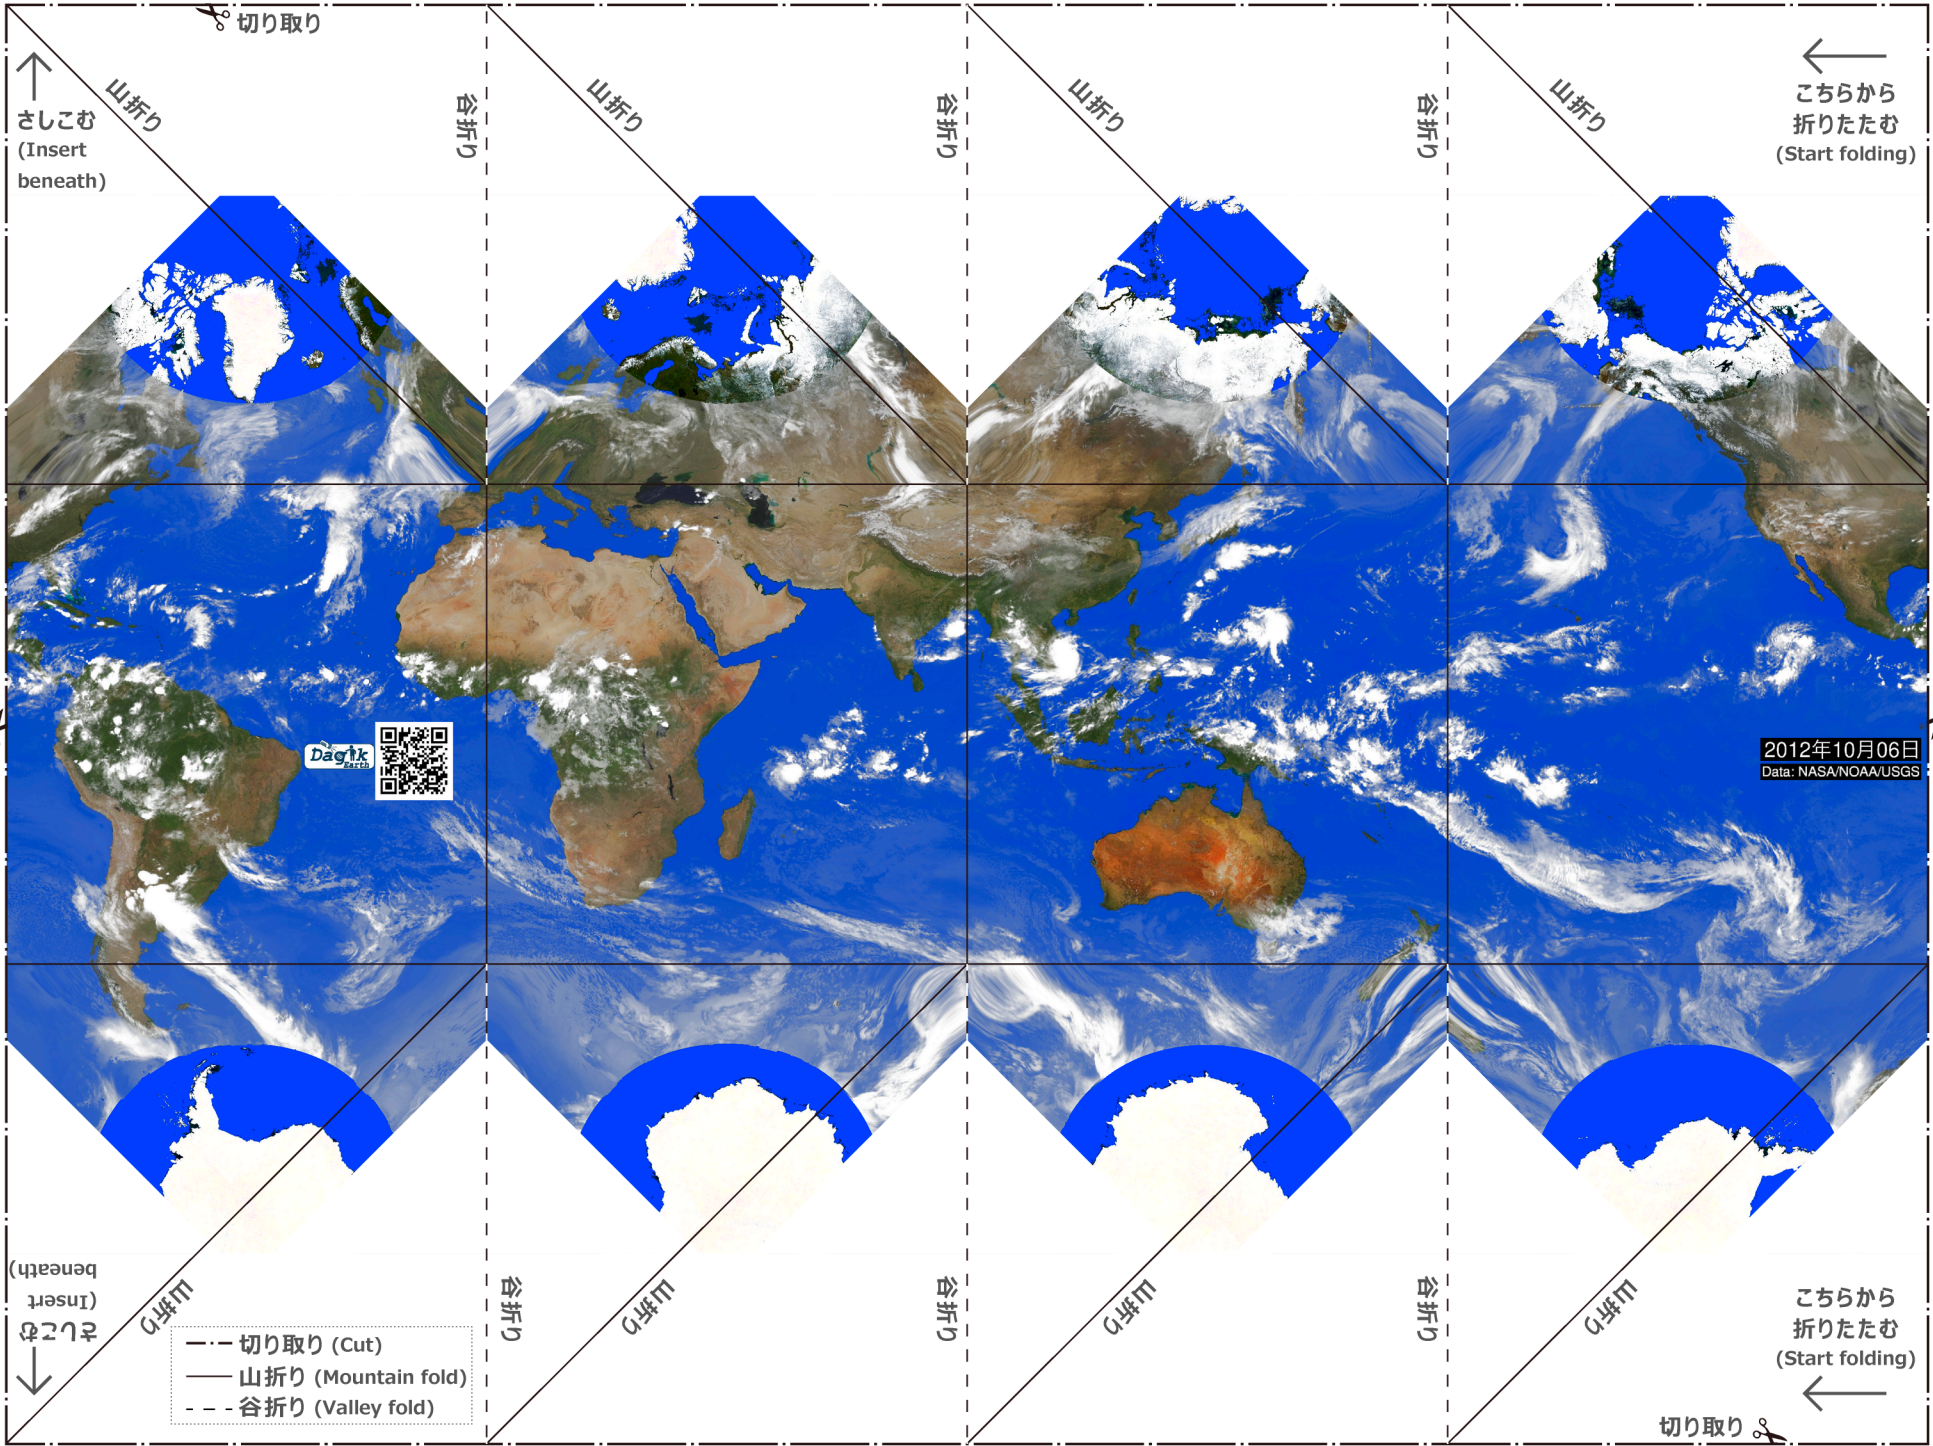 切り取り
山折り
谷折り
山折り
谷折り
山折り
谷折り
山折り
さしこむ
(Insert
beneath)
こちらから
折りたたむ
(Start folding)
Dagik
Earth
2012年10月06日
Data: NASA/NOAA/USGS
さしこむ
(Insert
beneath)
山折り
谷折り
山折り
谷折り
山折り
谷折り
山折り
こちらから
折りたたむ
(Start folding)
切り取り (Cut)
山折り (Mountain fold)
谷折り (Valley fold)
切り取り